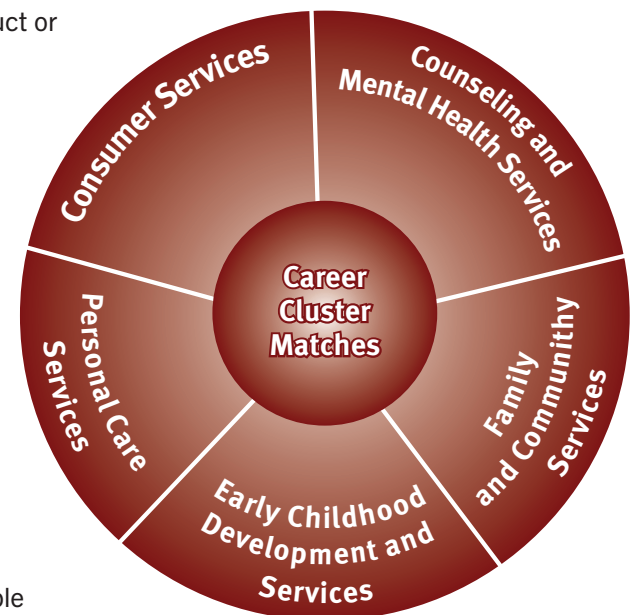 uct or
Consumer Services
Counseling and
Mental Health Services
Career
Cluster
Matches
Personal Care
Services
Family
and Communithy
Services
Early Childhood
Development and
Services
ple